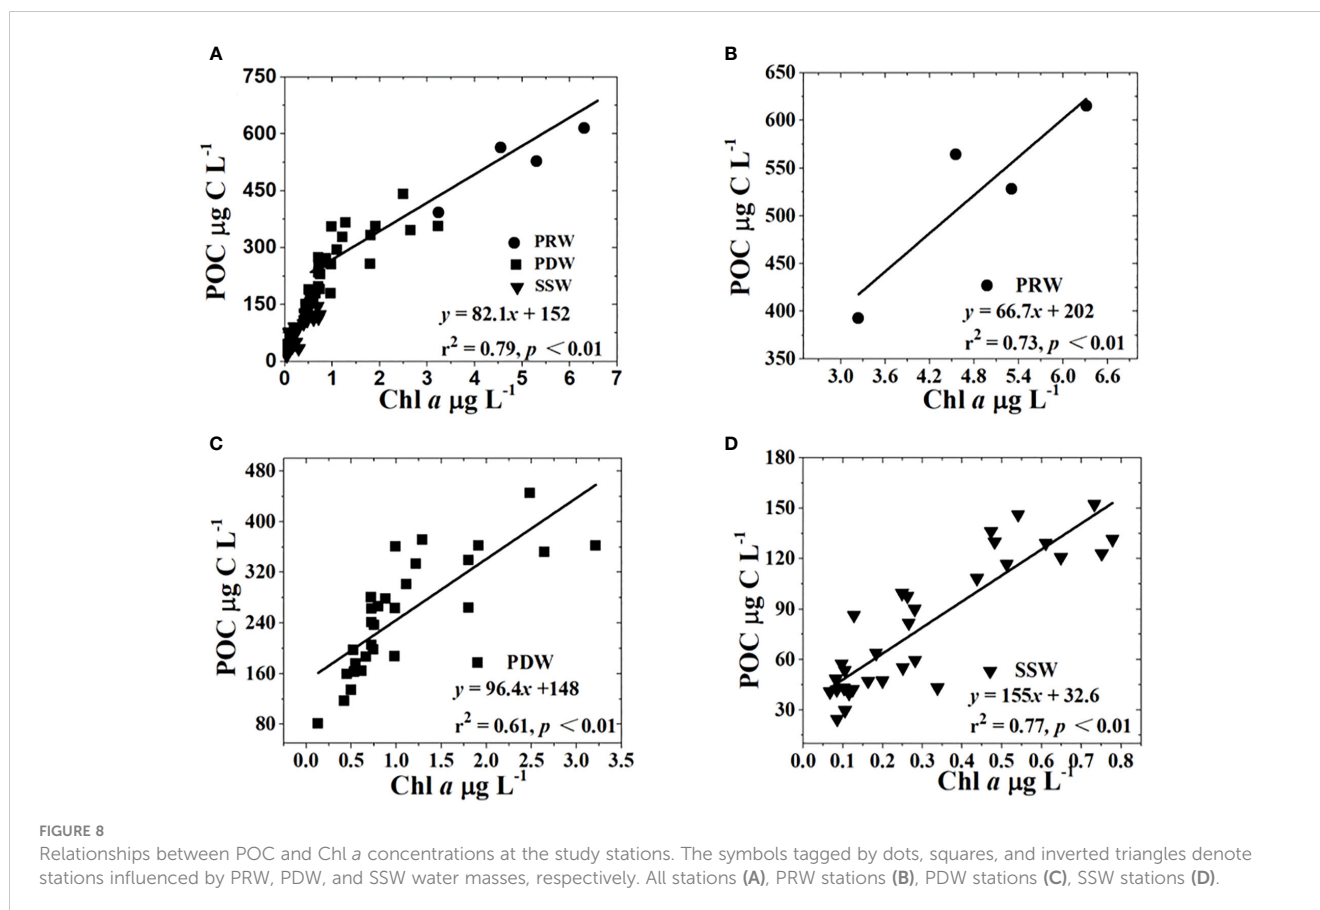 A
750
600
450
300
150
0
POC μg C L⁻¹
PRW
PDW
SSW
y = 82.1x + 152
r² = 0.79, p < 0.01
0 1 2 3 4 5 6 7
Chl a μg L⁻¹
B
650
600
550
500
450
400
350
POC μg C L⁻¹
PRW
y = 66.7x + 202
r² = 0.73, p < 0.01
3.0 3.6 4.2 4.8 5.4 6.0 6.6
Chl a μg L⁻¹
C
480
400
320
240
160
80
POC μg C L⁻¹
PDW
y = 96.4x +148
r² = 0.61, p < 0.01
0.0 0.5 1.0 1.5 2.0 2.5 3.0 3.5
Chl a μg L⁻¹
D
180
150
120
90
60
30
POC μg C L⁻¹
SSW
y = 155x + 32.6
r² = 0.77, p < 0.01
0.0 0.1 0.2 0.3 0.4 0.5 0.6 0.7 0.8
Chl a μg L⁻¹
FIGURE 8
Relationships between POC and Chl a concentrations at the study stations. The symbols tagged by dots, squares, and inverted triangles denote
stations influenced by PRW, PDW, and SSW water masses, respectively. All stations (A), PRW stations (B), PDW stations (C), SSW stations (D).